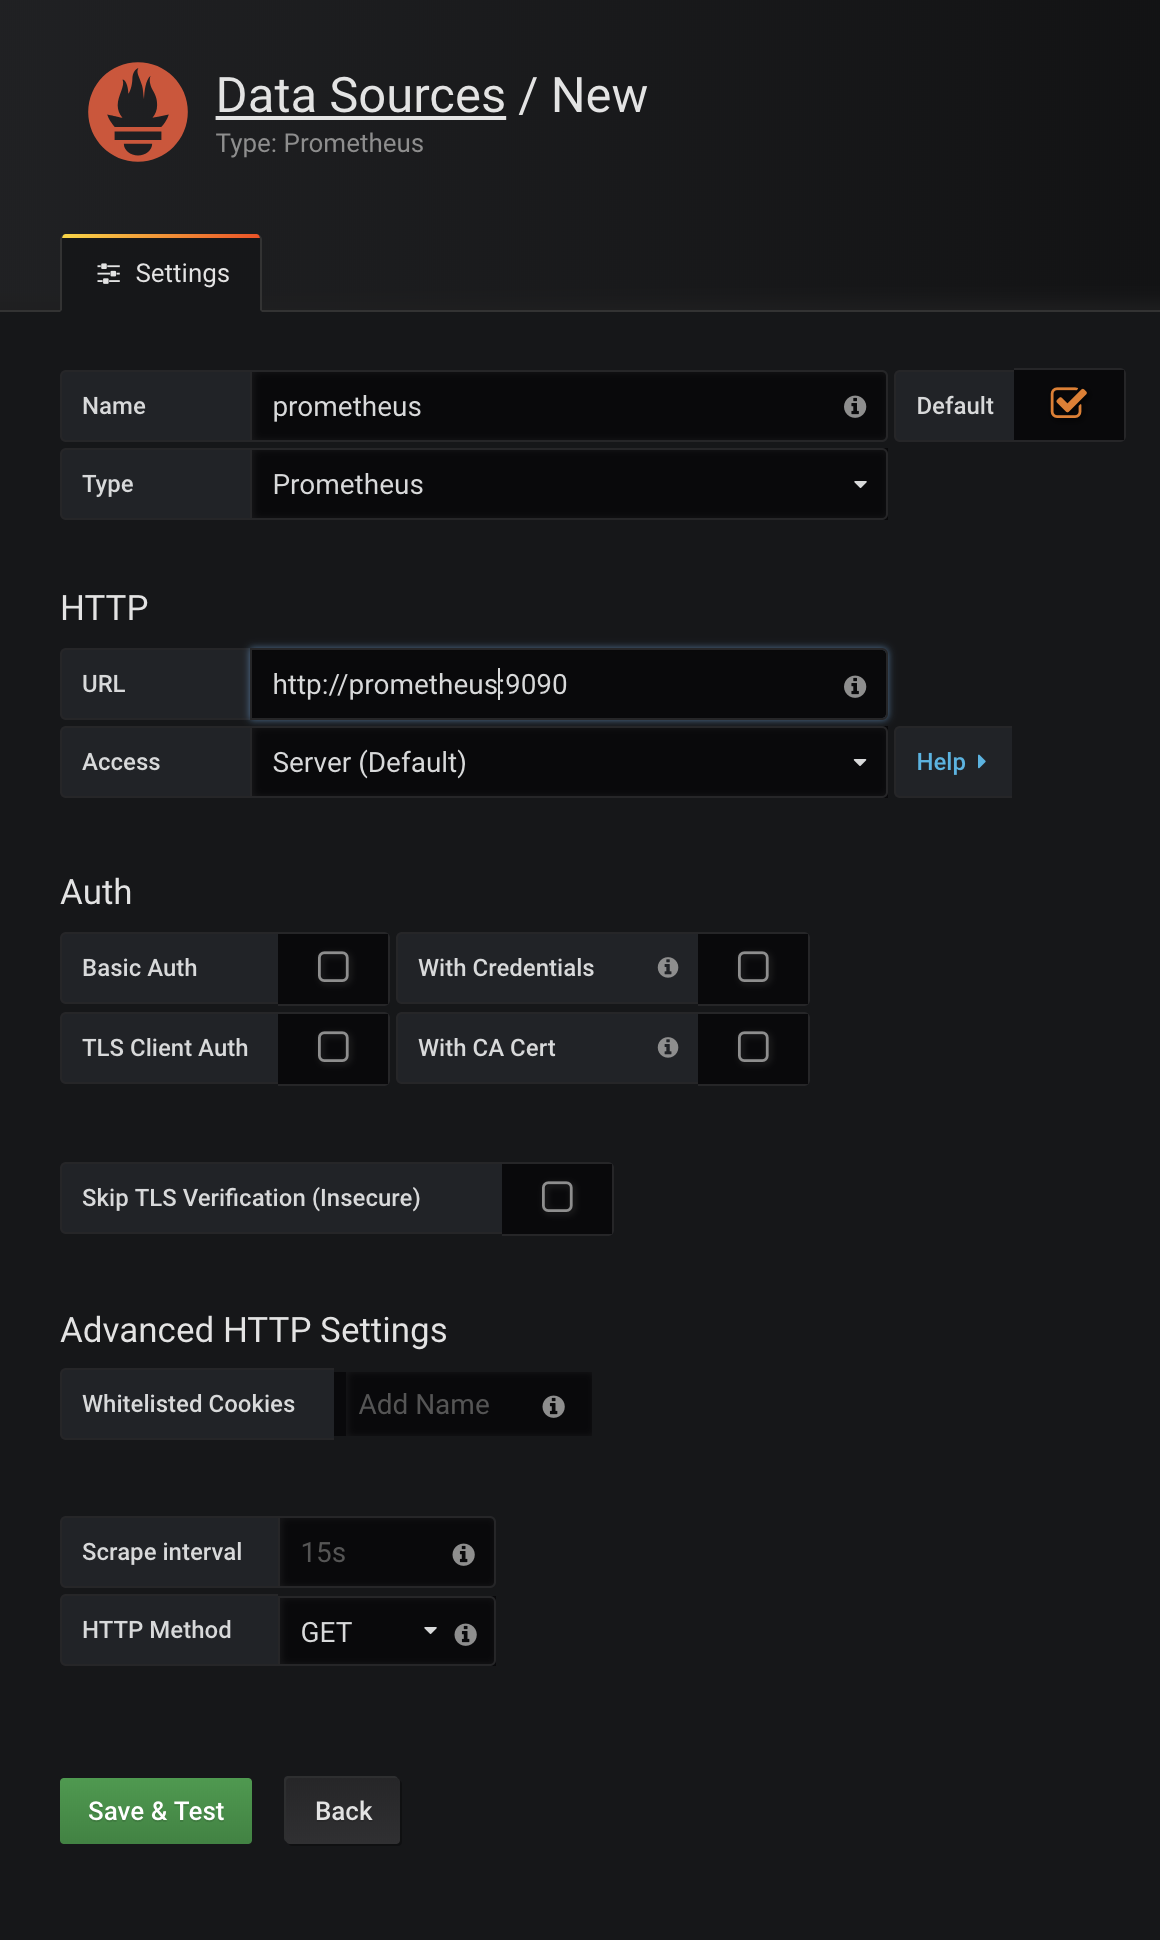 Data Sources / New
Type: Prometheus
Settings
Name prometheus Default
Type Prometheus
HTTP
URL http://prometheus:9090
Access Server (Default) Help
Auth
Basic Auth With Credentials
TLS Client Auth With CA Cert
Skip TLS Verification (Insecure)
Advanced HTTP Settings
Whitelisted Cookies Add Name
Scrape interval 15s
HTTP Method GET
Save & Test Back